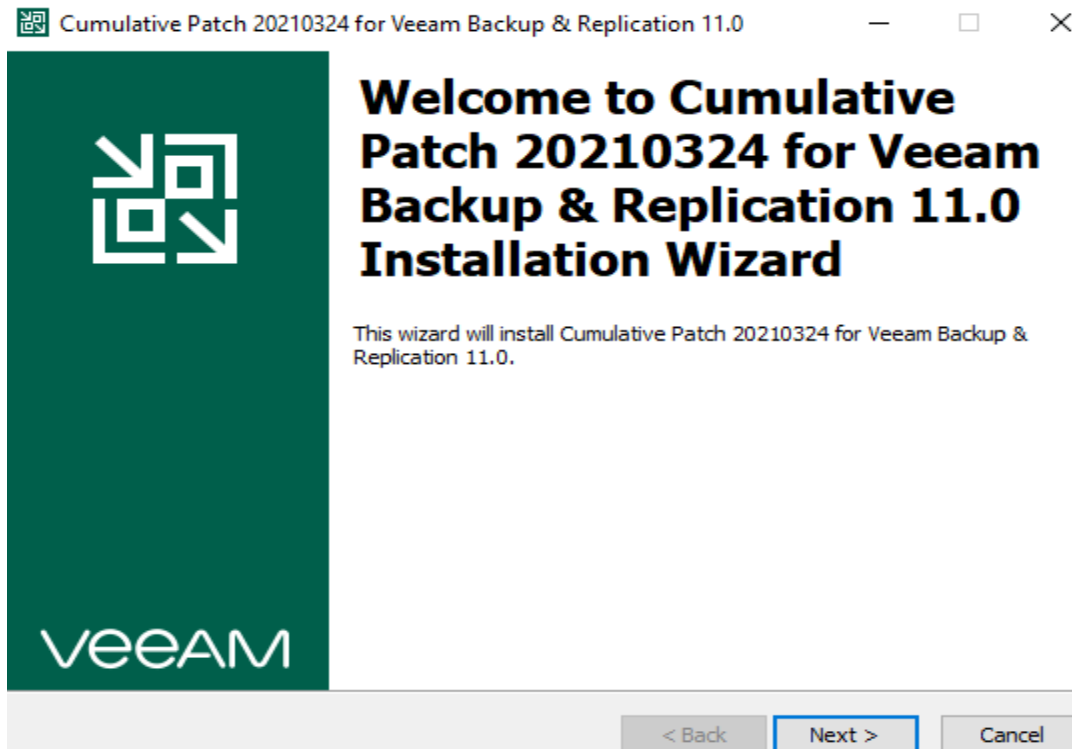 Cumulative Patch 20210324 for Veeam Backup & Replication 11.0
Welcome to Cumulative
Patch 20210324 for Veeam
Backup & Replication 11.0
Installation Wizard
This wizard will install Cumulative Patch 20210324 for Veeam Backup &
Replication 11.0.
veeAM
< Back Next > Cancel